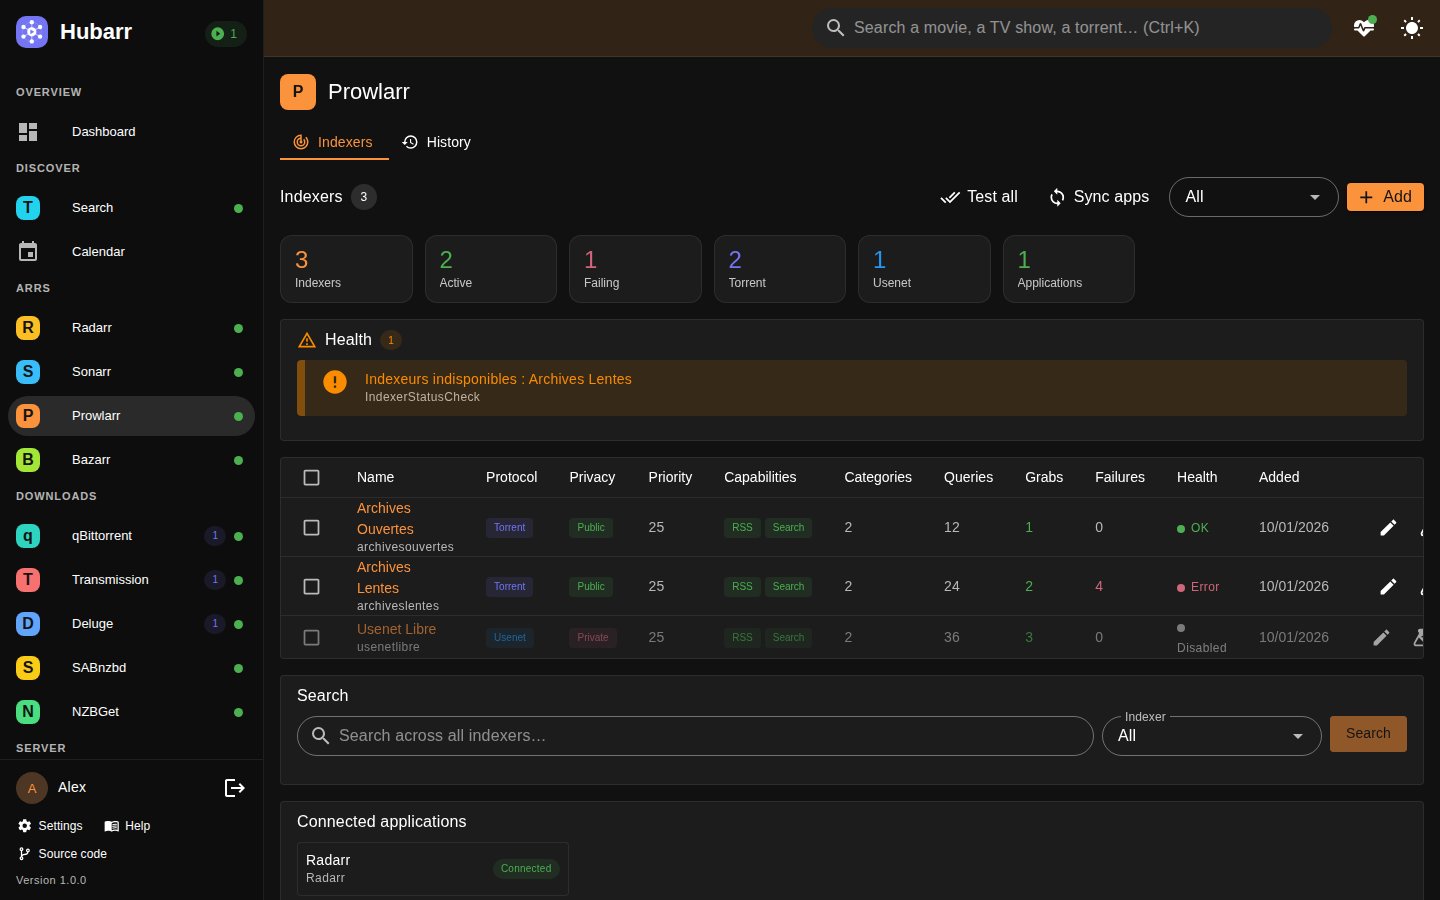 Hubarr
1
OVERVIEW
Dashboard
DISCOVER
T Search
Calendar
ARRS
R Radarr
S Sonarr
P Prowlarr
B Bazarr
DOWNLOADS
q qBittorrent 1
T Transmission 1
D Deluge 1
S SABnzbd
N NZBGet
SERVER
A Alex
Settings Help
Source code
Version 1.0.0
Search a movie, a TV show, a torrent… (Ctrl+K)
P Prowlarr
Indexers History
Indexers 3 Test all Sync apps All Add
3 2 1 2 1 1
Indexers Active Failing Torrent Usenet Applications
Health 1
Indexeurs indisponibles : Archives Lentes
IndexerStatusCheck
Name Protocol Privacy Priority Capabilities Categories Queries Grabs Failures Health Added
Archives
Ouvertes
archivesouvertes
Torrent Public 25 RSS Search 2 12 1 0 OK 10/01/2026
Archives
Lentes
archiveslentes
Torrent Public 25 RSS Search 2 24 2 4 Error 10/01/2026
Usenet Libre
usenetlibre
Usenet Private 25 RSS Search 2 36 3 0 Disabled 10/01/2026
Search
Search across all indexers…
Indexer
All
Search
Connected applications
Radarr
Radarr
Connected